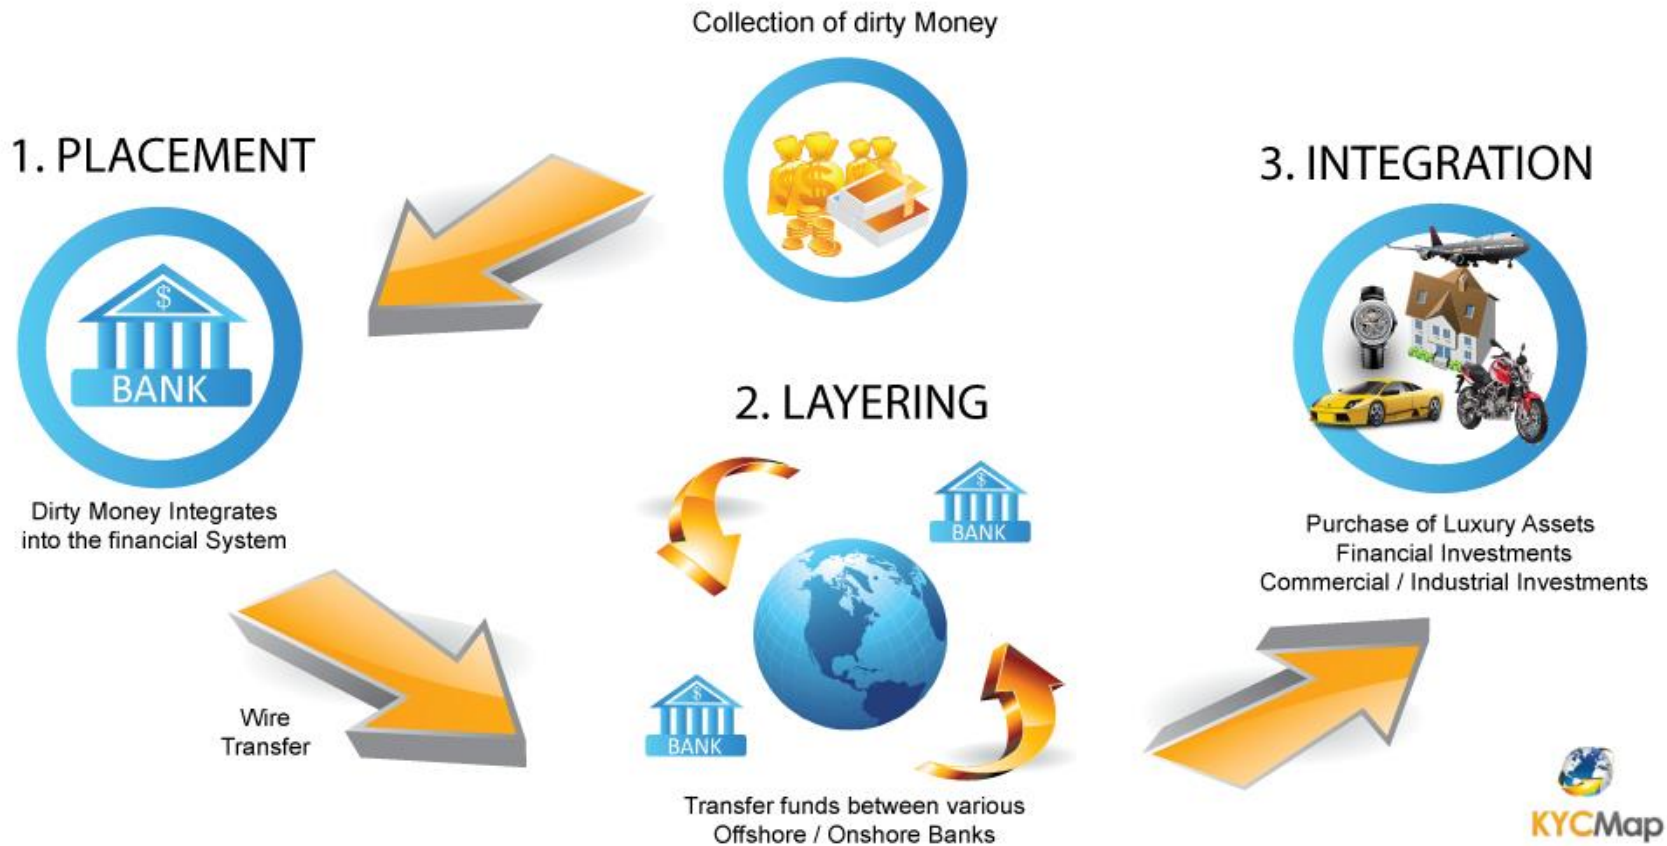 Collection of dirty Money
1. PLACEMENT
$
BANK
Dirty Money Integrates
into the financial System
Wire
Transfer
2. LAYERING
$
BANK
$
BANK
Transfer funds between various
Offshore / Onshore Banks
3. INTEGRATION
Purchase of Luxury Assets
Financial Investments
Commercial / Industrial Investments
KYCMap